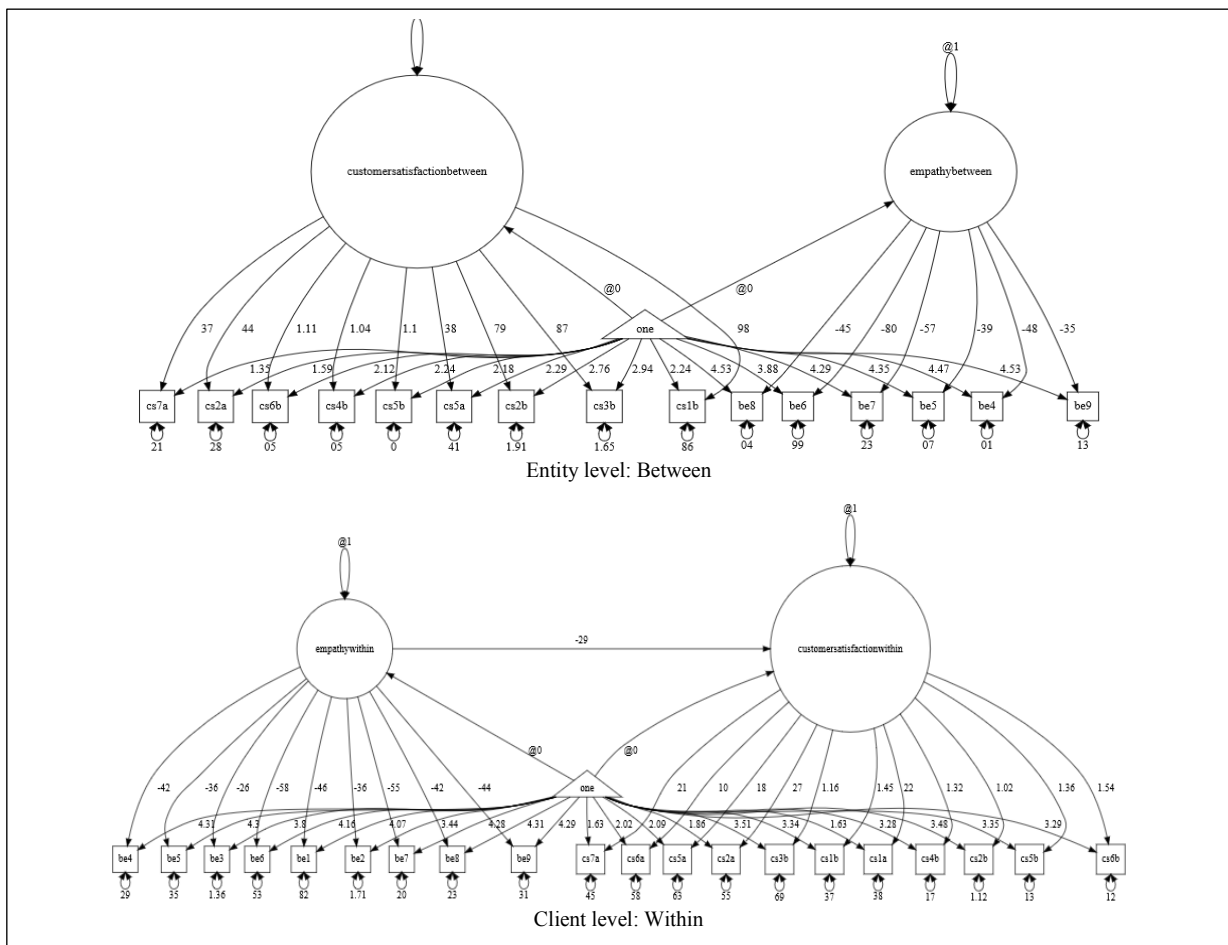 @1
customersatisfactionbetween
empathybetween
@0
@0
37
44
1.11
1.04
1.1
38
79
87
one
98
-45
-80
-57
-39
-48
-35
1.35
1.59
2.12
2.24
2.18
2.29
2.76
2.94
2.24
4.53
3.88
4.29
4.35
4.47
4.53
cs7a
cs2a
cs6b
cs4b
cs5b
cs5a
cs2b
cs3b
cs1b
be8
be6
be7
be5
be4
be9
21
28
05
05
0
41
1.91
1.65
86
04
99
23
07
01
13
Entity level: Between
@1
@1
-29
empathywithin
customersatisfactionwithin
@0
@0
-42
-36
-26
-58
-46
-36
-55
-42
-44
one
21
10
18
27
1.16
1.45
22
1.32
1.02
1.36
1.54
4.31
4.3
3.8
4.16
4.07
3.44
4.28
4.31
4.29
1.63
2.02
2.09
1.86
3.51
3.34
1.63
3.28
3.48
3.35
3.29
be4
be5
be3
be6
be1
be2
be7
be8
be9
cs7a
cs6a
cs5a
cs2a
cs3b
cs1b
cs1a
cs4b
cs2b
cs5b
cs6b
29
35
1.36
53
82
1.71
20
23
31
45
58
63
55
69
37
38
17
1.12
13
12
Client level: Within